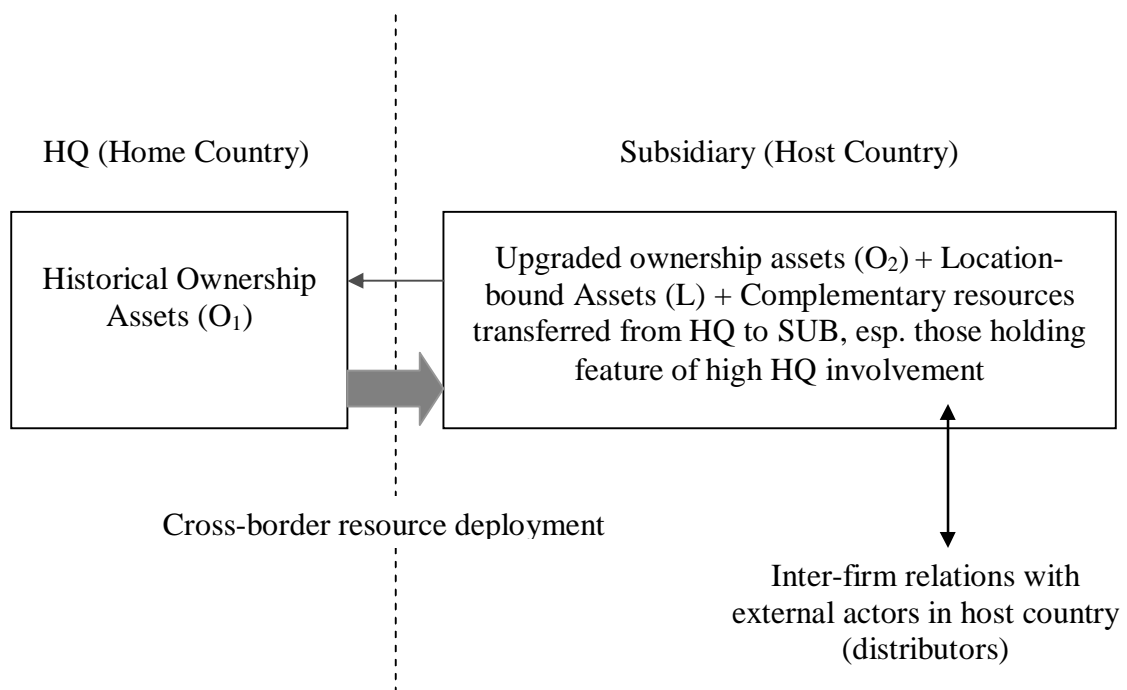 HQ (Home Country)
Subsidiary (Host Country)
Historical Ownership
Assets (O₁)
Upgraded ownership assets (O₂) + Location-
bound Assets (L) + Complementary resources
transferred from HQ to SUB, esp. those holding
feature of high HQ involvement
Cross-border resource deployment
Inter-firm relations with
external actors in host country
(distributors)